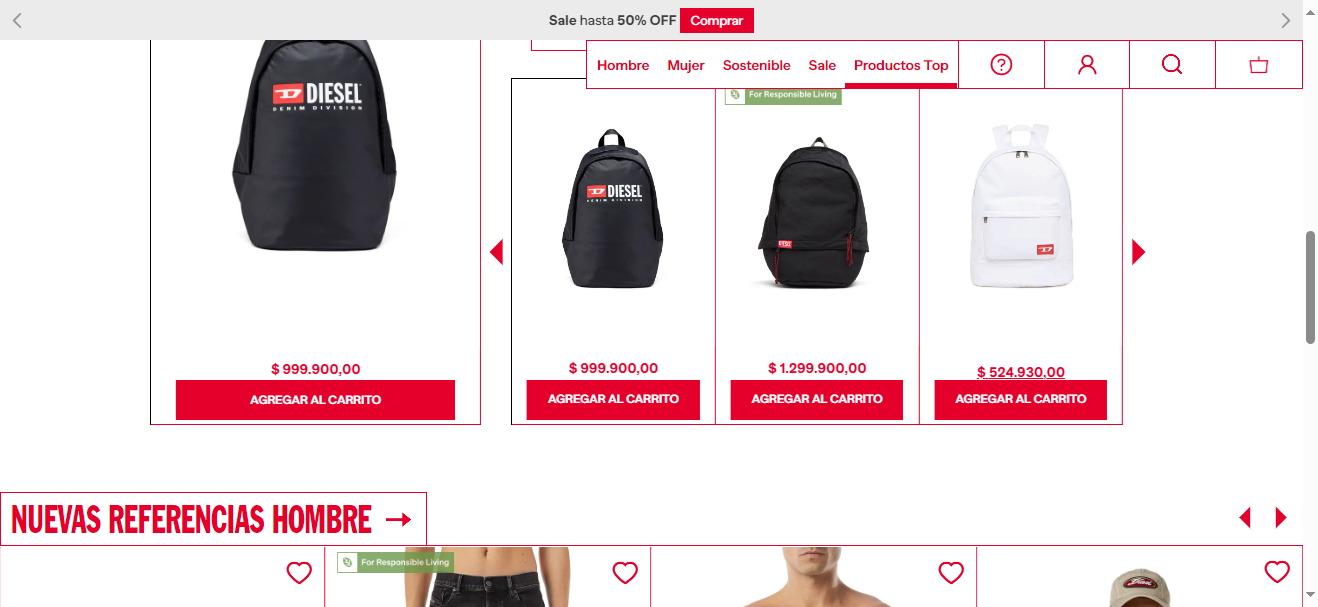 Sale hasta 50% OFF Comprar
Hombre Mujer Sostenible Sale Productos Top
For Responsible Living
DIESEL
DENIM DIVISION
DIESEL
DENIM DIVISION
DIESEL
$ 999.900,00
$ 999.900,00
$ 1.299.900,00
$ 524.930,00
AGREGAR AL CARRITO
AGREGAR AL CARRITO
AGREGAR AL CARRITO
AGREGAR AL CARRITO
NUEVAS REFERENCIAS HOMBRE →
For Responsible Living